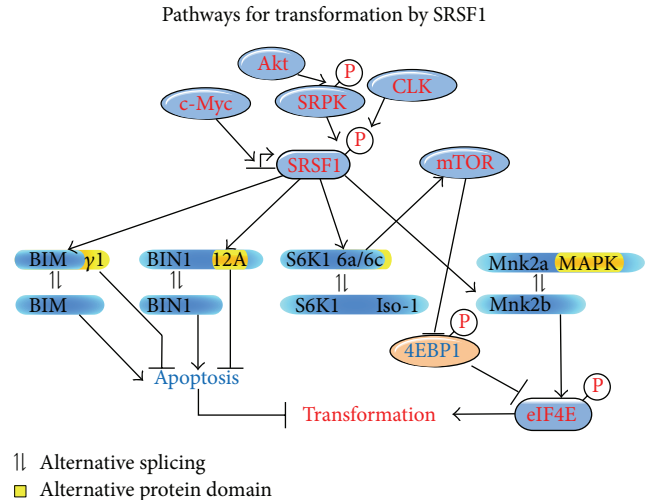 Pathways for transformation by SRSF1
Akt
P
SRPK
CLK
c-Myc
P
SRSF1
mTOR
BIM γ1
BIN1 12A
S6K1 6a/6c
Mnk2a MAPK
BIM
BIN1
S6K1 Iso-1
Mnk2b
P
4EBP1
Apoptosis
P
Transformation
eIF4E
Alternative splicing
Alternative protein domain